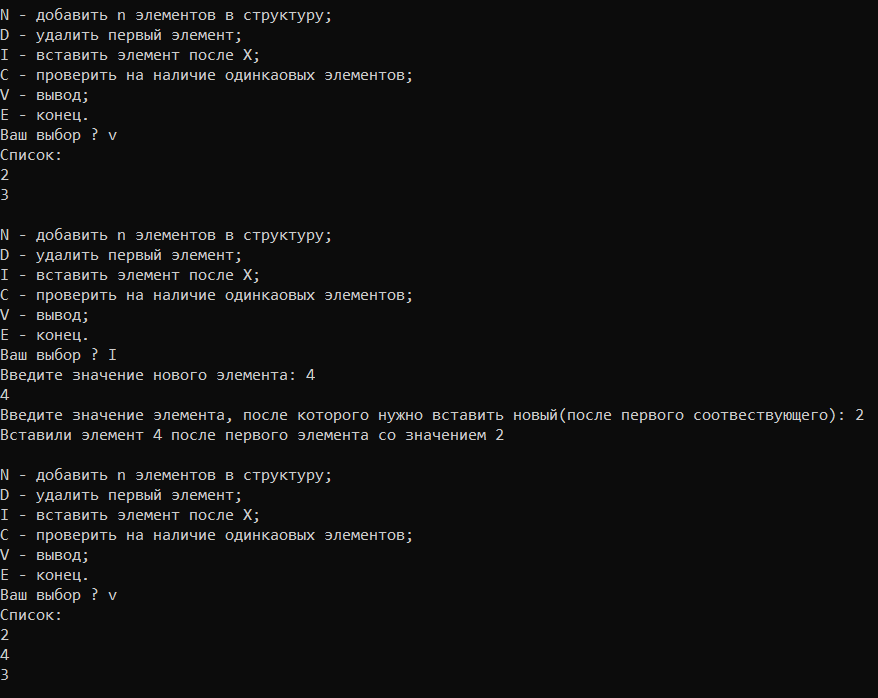 N - добавить n элементов в структуру;
D - удалить первый элемент;
I - вставить элемент после X;
C - проверить на наличие одинкаовых элементов;
V - вывод;
E - конец.
Ваш выбор ? v
Список:
2
3
N - добавить n элементов в структуру;
D - удалить первый элемент;
I - вставить элемент после X;
C - проверить на наличие одинкаовых элементов;
V - вывод;
E - конец.
Ваш выбор ? I
Введите значение нового элемента: 4
4
Введите значение элемента, после которого нужно вставить новый(после первого соотвествующего): 2
Вставили элемент 4 после первого элемента со значением 2
N - добавить n элементов в структуру;
D - удалить первый элемент;
I - вставить элемент после X;
C - проверить на наличие одинкаовых элементов;
V - вывод;
E - конец.
Ваш выбор ? v
Список:
2
4
3